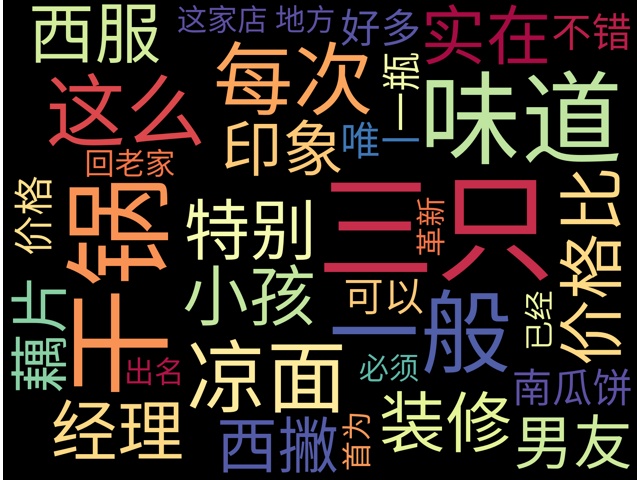 西服
这家店
地方
好多
实在
不错
这么
每次
一瓶
味道
印象
唯一
回老家
价格
干锅
特别
三只
革新
价格比
小孩
可以
一般
已经
藕片
出名
凉面
必须
南瓜饼
经理
西撇
首为
装修
男友